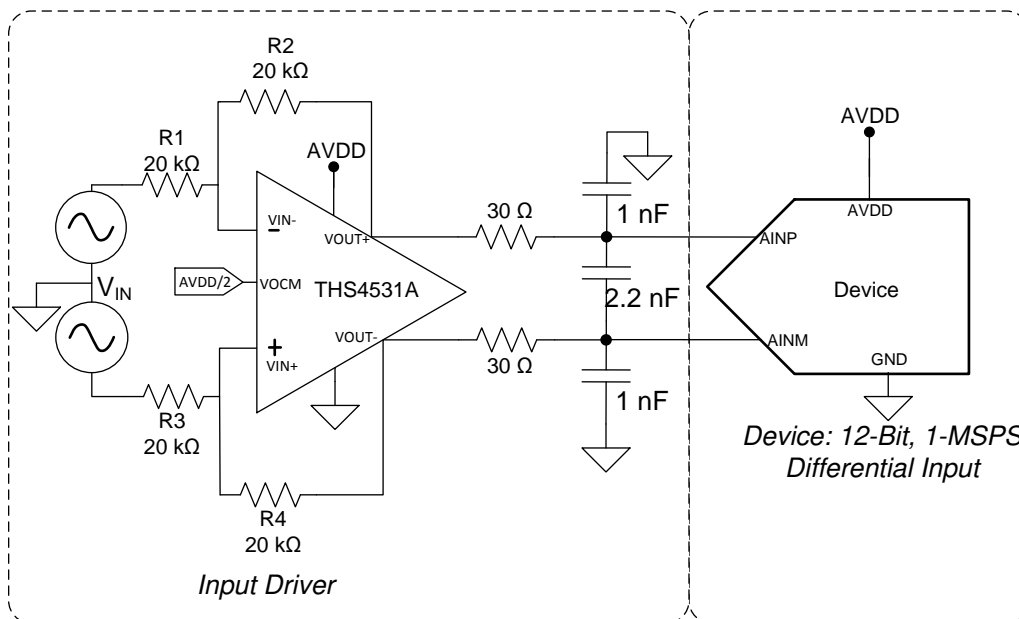 R2
20 kΩ
R1
20 kΩ
AVDD
VIN-
-
VOUT+
30 Ω
1 nF
AVDD
AVDD
AINP
AVDD/2
VOCM
THS4531A
VIN
2.2 nF
Device
VOUT-
+
VIN+
30 Ω
AINM
GND
1 nF
R3
20 kΩ
R4
20 kΩ
Device: 12-Bit, 1-MSPS
Differential Input
Input Driver